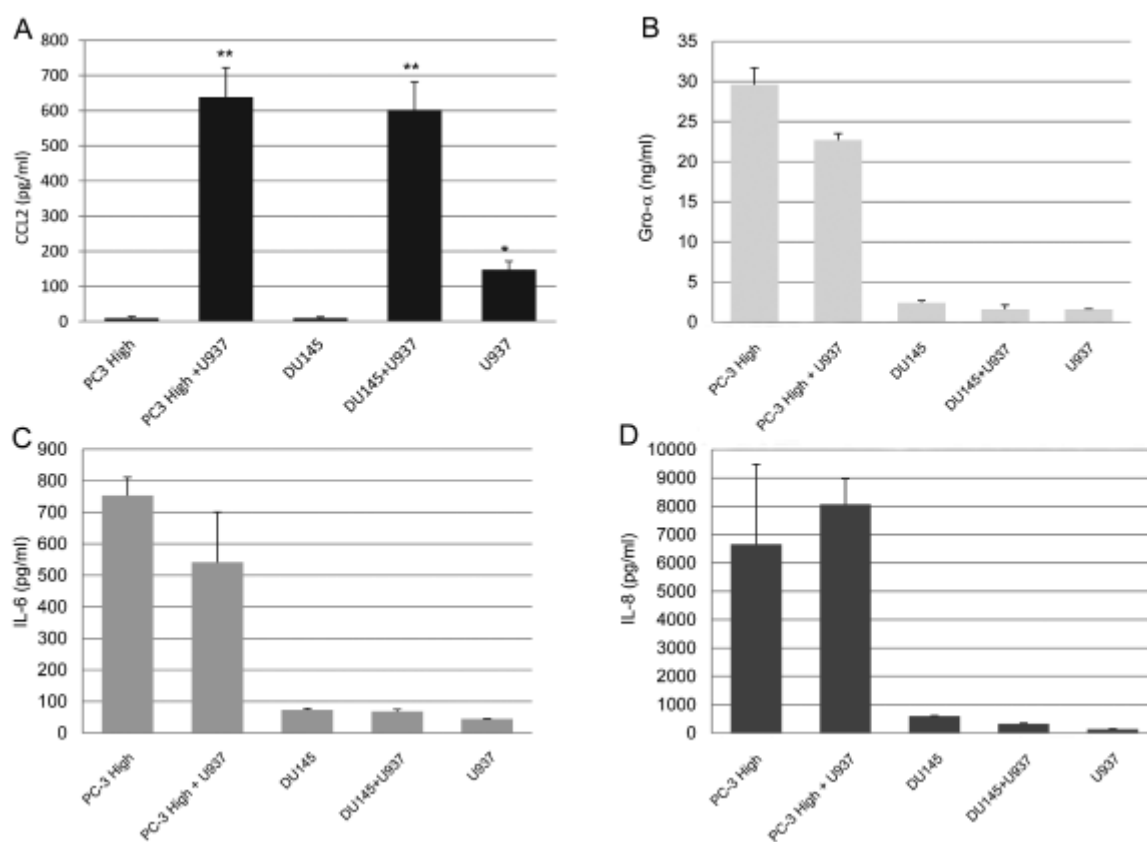 A
800
700
600
500
400
300
200
100
0
CCL2 (pg/ml)
**
**
*
PC3 High
PC3 High +U937
DU145
DU145+U937
U937
B
35
30
25
20
15
10
5
0
Gro-α (ng/ml)
PC-3 High
PC-3 High + U937
DU145
DU145+U937
U937
C
900
800
700
600
500
400
300
200
100
0
IL-6 (pg/ml)
PC-3 High
PC-3 High + U937
DU145
DU145+U937
U937
D
10000
9000
8000
7000
6000
5000
4000
3000
2000
1000
0
IL-8 (pg/ml)
PC-3 High
PC-3 High + U937
DU145
DU145+U937
U937